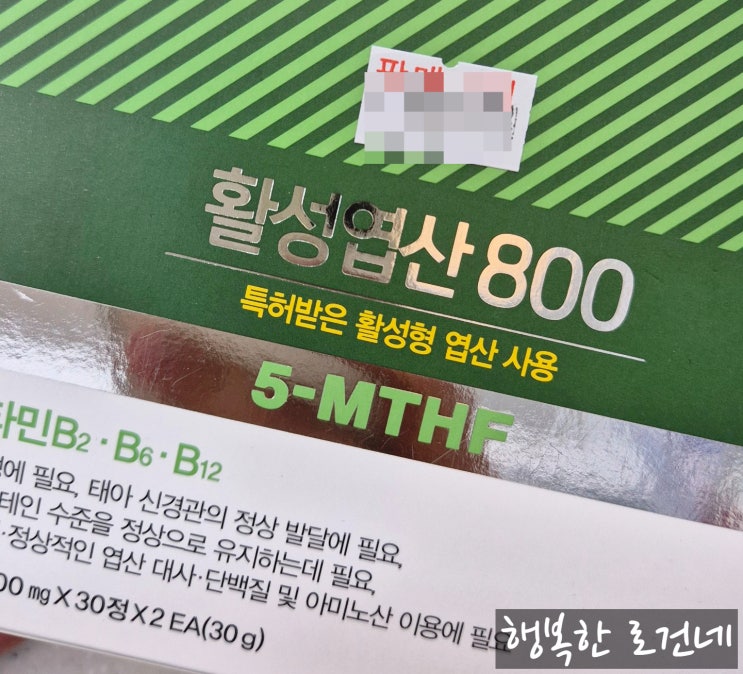 활성엽산 800
특허받은 활성형 엽산 사용
5-MTHF
타민B2·B6·B12
에 필요, 태아 신경관의 정상 발달에 필요,
테인 수준을 정상으로 유지하는데 필요,
·정상적인 엽산 대사·단백질 및 아미노산 이용에 필요
00 mg X 30정 X 2 EA(30 g)
행복한 로건네